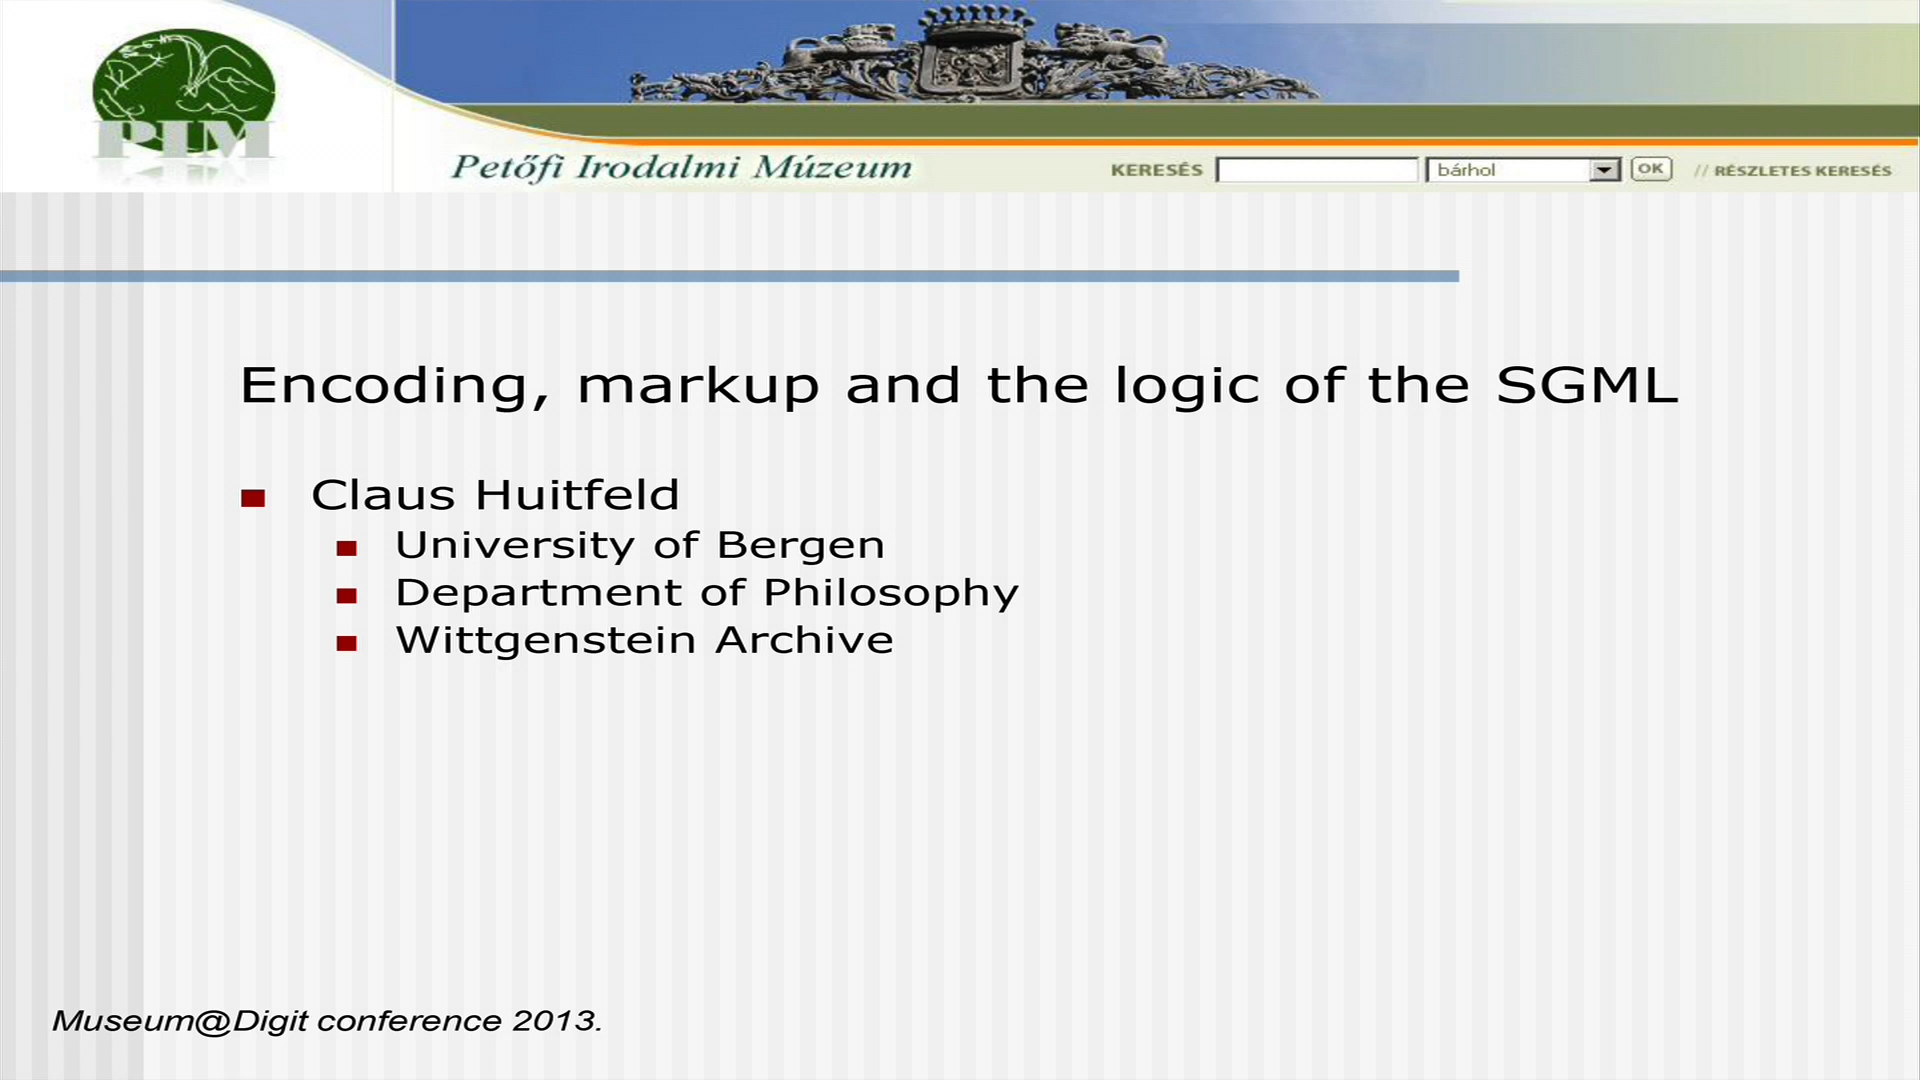 PIM
Petőfi Irodalmi Múzeum
KERESÉS
bárhol
OK
// RÉSZLETES KERESÉS
Encoding, markup and the logic of the SGML
Claus Huitfeld
University of Bergen
Department of Philosophy
Wittgenstein Archive
Museum@Digit conference 2013.